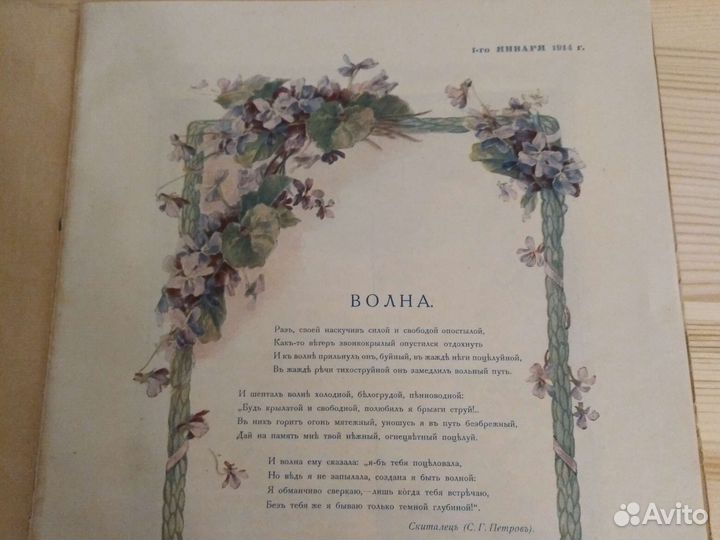 1-го ЯНВАРЯ 1914 г.
ВОЛНА.
Разъ, своей наскучивъ силой и свободой опостылой,
Какъ-то вѣтеръ звонкокрылый опустился отдохнуть
И къ волнѣ прильнулъ онъ, буйный, въ жаждѣ нѣги поцѣлуйной,
Въ жаждѣ рѣчи тихоструйной онъ замедлилъ вольный путь.
И шепталъ волнѣ холодной, бѣлогрудой, пѣнноводной:
„Будь крылатой и свободной, полюбилъ я брызги струй!..
Въ нихъ горитъ огонь мятежный, уношусь я въ путь безбрежный,
Дай на память мнѣ твой нѣжный, огнецвѣтный поцѣлуй.
И волна ему сказала: „я-бъ тебя поцѣловала,
Но вѣдь я не запылала, создана я быть волной:
Я обманчиво сверкаю,—лишь когда тебя встрѣчаю,
Безъ тебя же я бываю только темной глубиной!“.
Скиталецъ (С. Г. Петровъ).
Avito